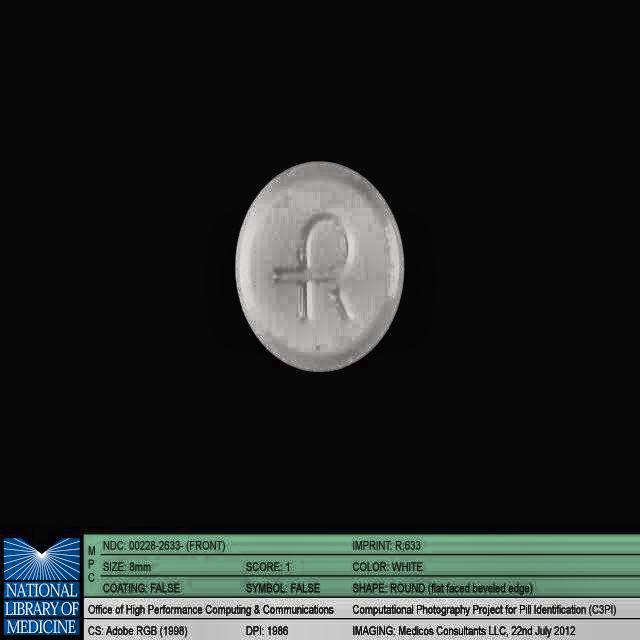 R
NDC: 00228-2633- (FRONT) IMPRINT: R;633
M P C
SIZE: 8mm SCORE: 1 COLOR: WHITE
COATING: FALSE SYMBOL: FALSE SHAPE: ROUND (flat faced beveled edge)
NATIONAL
LIBRARY OF
MEDICINE
Office of High Performance Computing & Communications Computational Photography Project for Pill Identification (C3PI)
CS: Adobe RGB (1998) DPI: 1986 IMAGING: Medicos Consultants LLC, 22nd July 2012